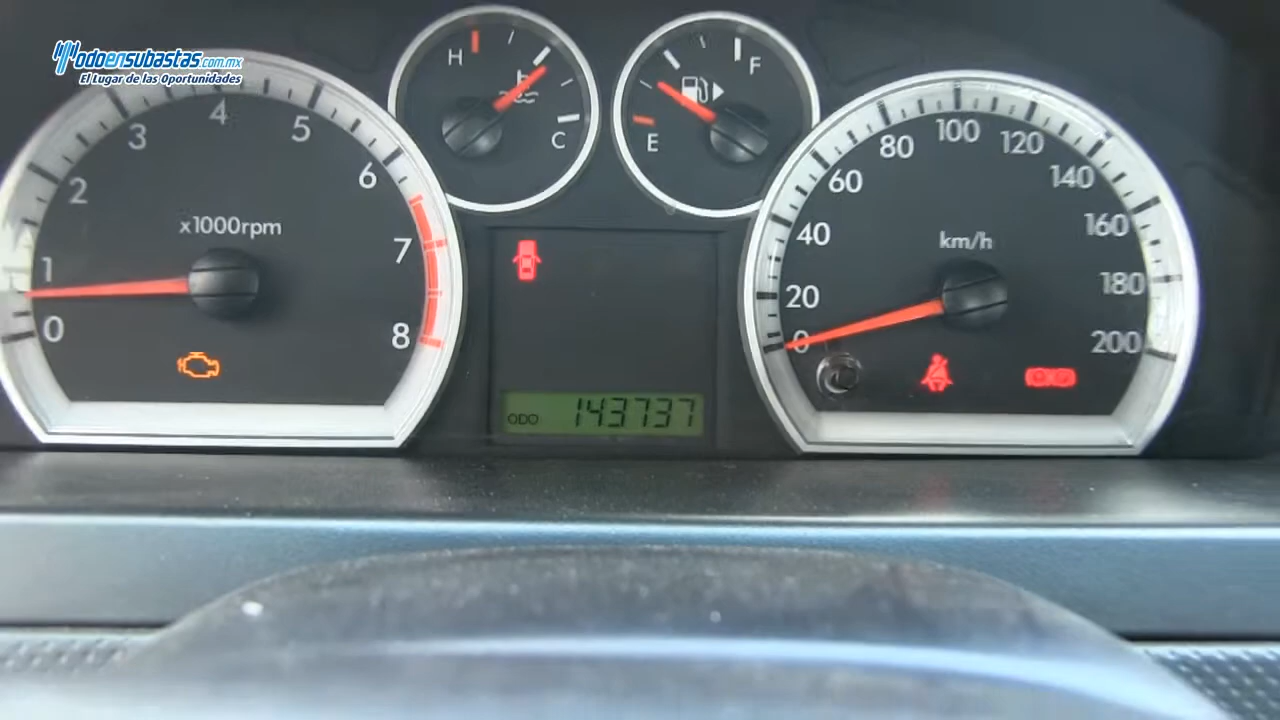 Todoensubastas.com.mx
El Lugar de las Oportunidades
0
1
2
3
4
5
6
7
8
x1000rpm
H
C
E
F
ODO 143737
0
20
40
60
80
100
120
140
160
180
200
km/h